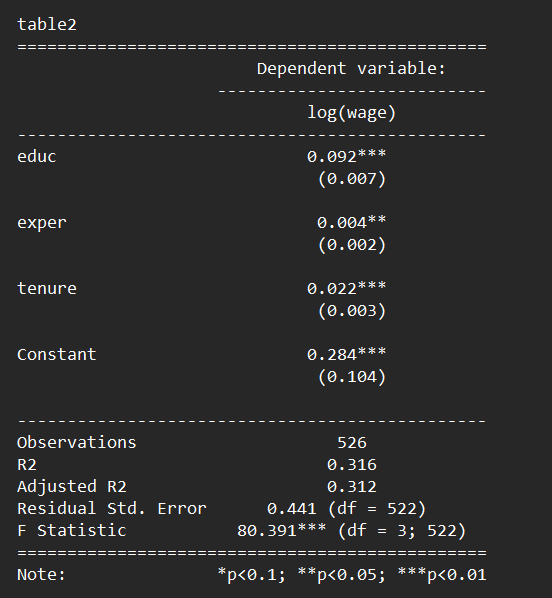 table2
===============================================
Dependent variable:
---------------------------
log(wage)
-----------------------------------------------
educ 0.092***
(0.007)
exper 0.004**
(0.002)
tenure 0.022***
(0.003)
Constant 0.284***
(0.104)
-----------------------------------------------
Observations 526
R2 0.316
Adjusted R2 0.312
Residual Std. Error 0.441 (df = 522)
F Statistic 80.391*** (df = 3; 522)
===============================================
Note: *p<0.1; **p<0.05; ***p<0.01